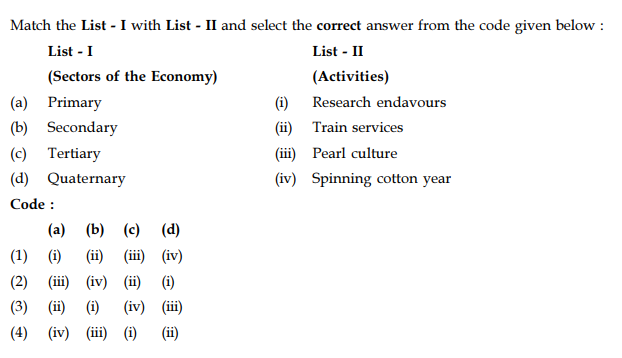 Match the List - I with List - II and select the correct answer from the code given below :
List - I List - II
(Sectors of the Economy) (Activities)
(a) Primary (i) Research endavours
(b) Secondary (ii) Train services
(c) Tertiary (iii) Pearl culture
(d) Quaternary (iv) Spinning cotton year
Code :
(a) (b) (c) (d)
(1) (i) (ii) (iii) (iv)
(2) (iii) (iv) (ii) (i)
(3) (ii) (i) (iv) (iii)
(4) (iv) (iii) (i) (ii)